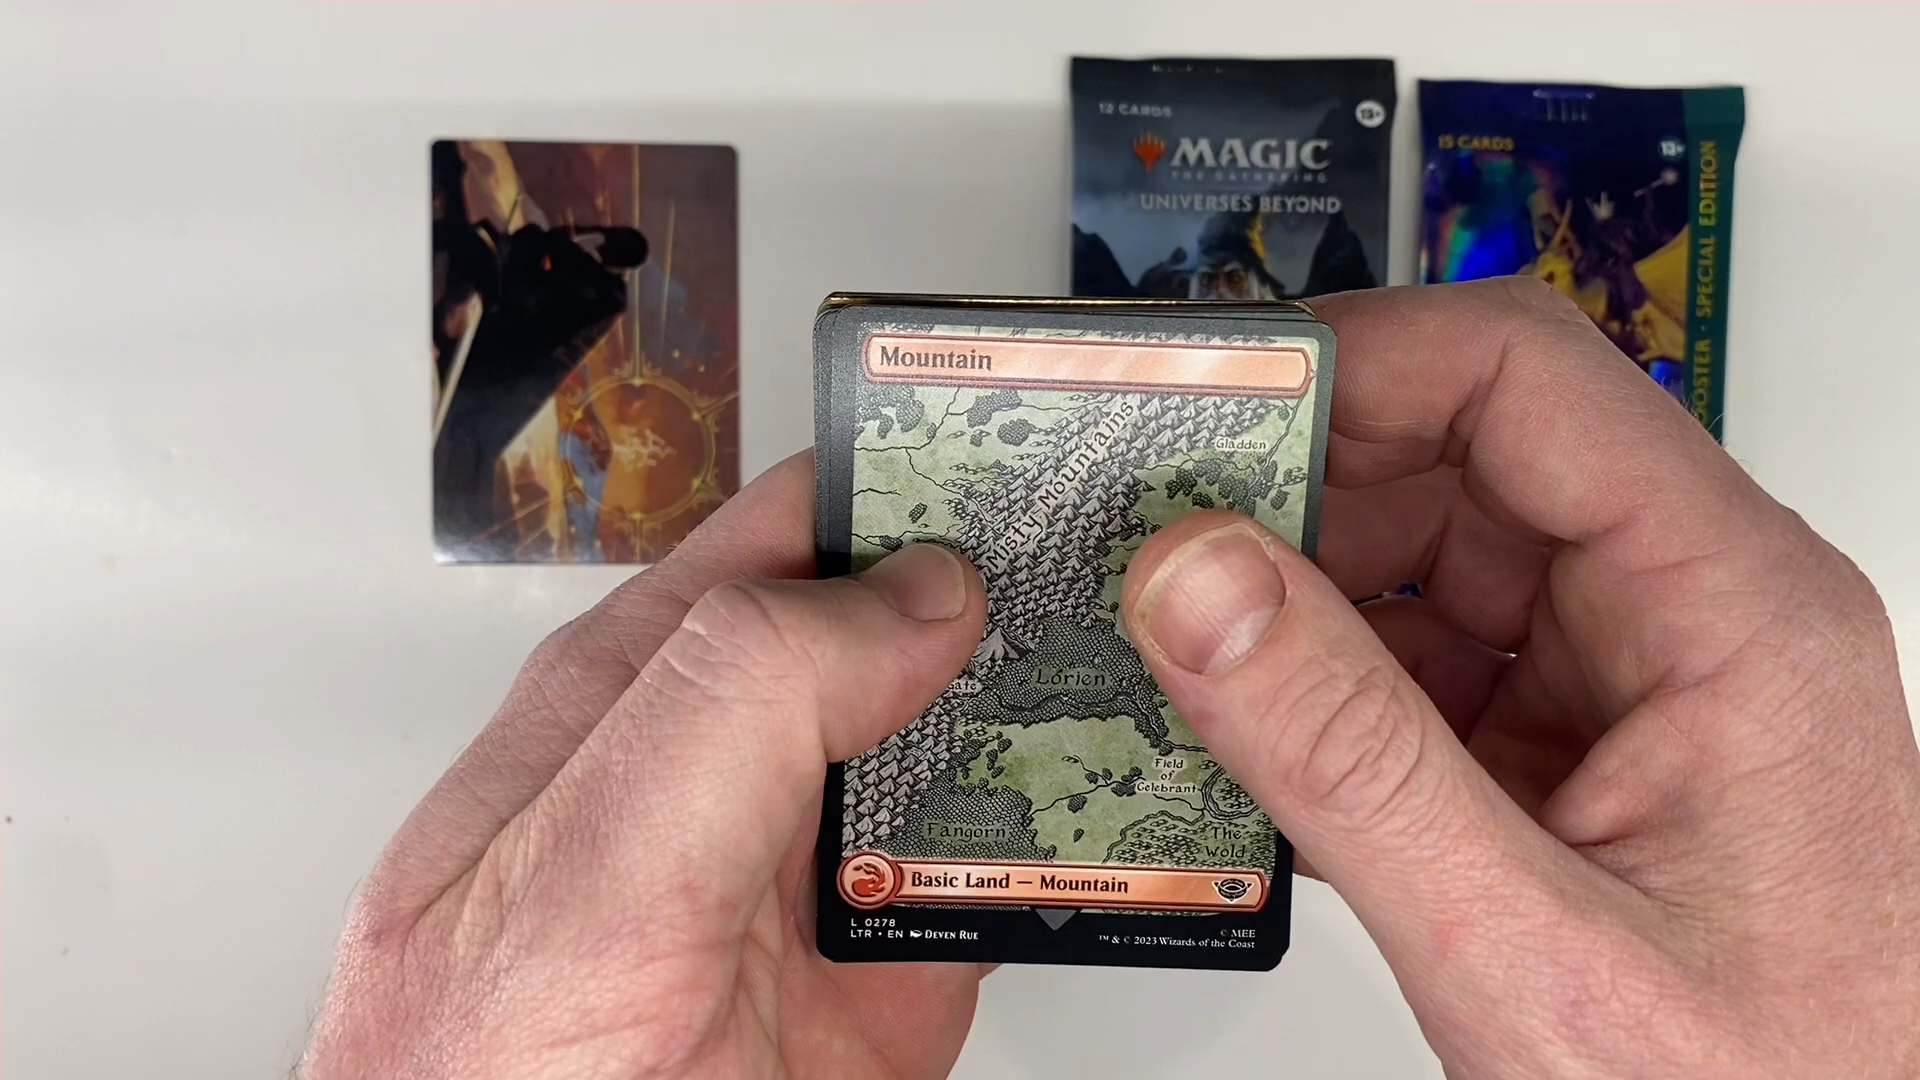 12 CARDS
13+
MAGIC
THE GATHERING
UNIVERSES BEYOND
15 CARDS
13+
OSTER • SPECIAL EDITION
Mountain
Misty Mountains
Gladden
Lórien
Gate
Field
of
Celebrant
Fangorn
The
Wold
Basic Land — Mountain
L 0278
LTR • EN DEVEN RUE
© MEE
™ & © 2023 Wizards of the Coast